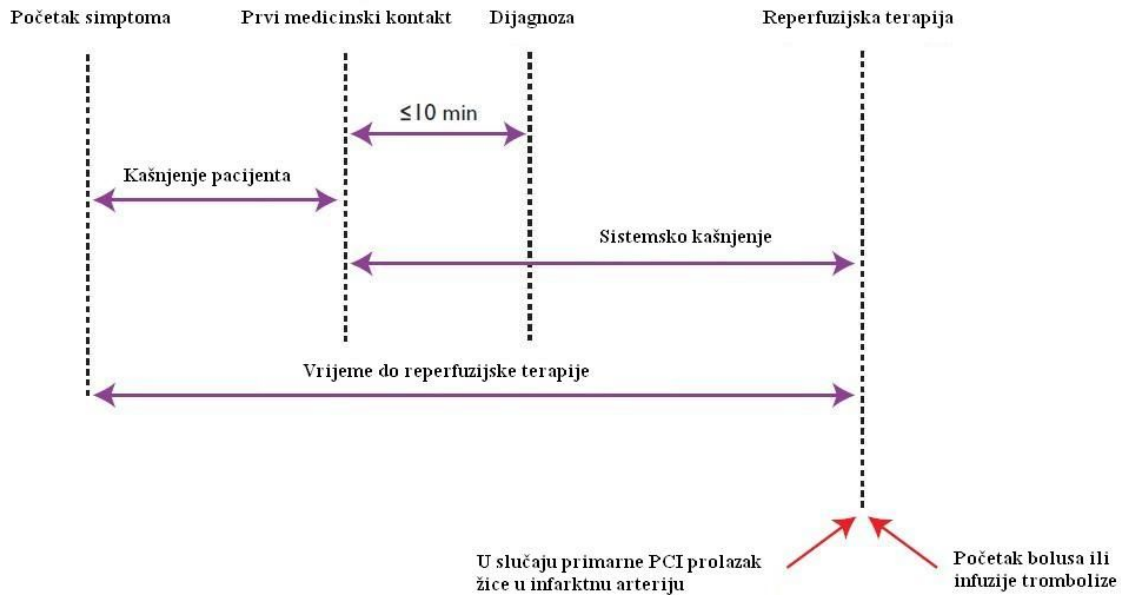 Početak simptoma
Prvi medicinski kontakt
Dijagnoza
Reperfuzijska terapija
≤10 min
Kašnjenje pacijenta
Sistemsko kašnjenje
Vrijeme do reperfuzijske terapije
U slučaju primarne PCI prolazak
žice u infarktnu arteriju
Početak bolusa ili
infuzije trombolize